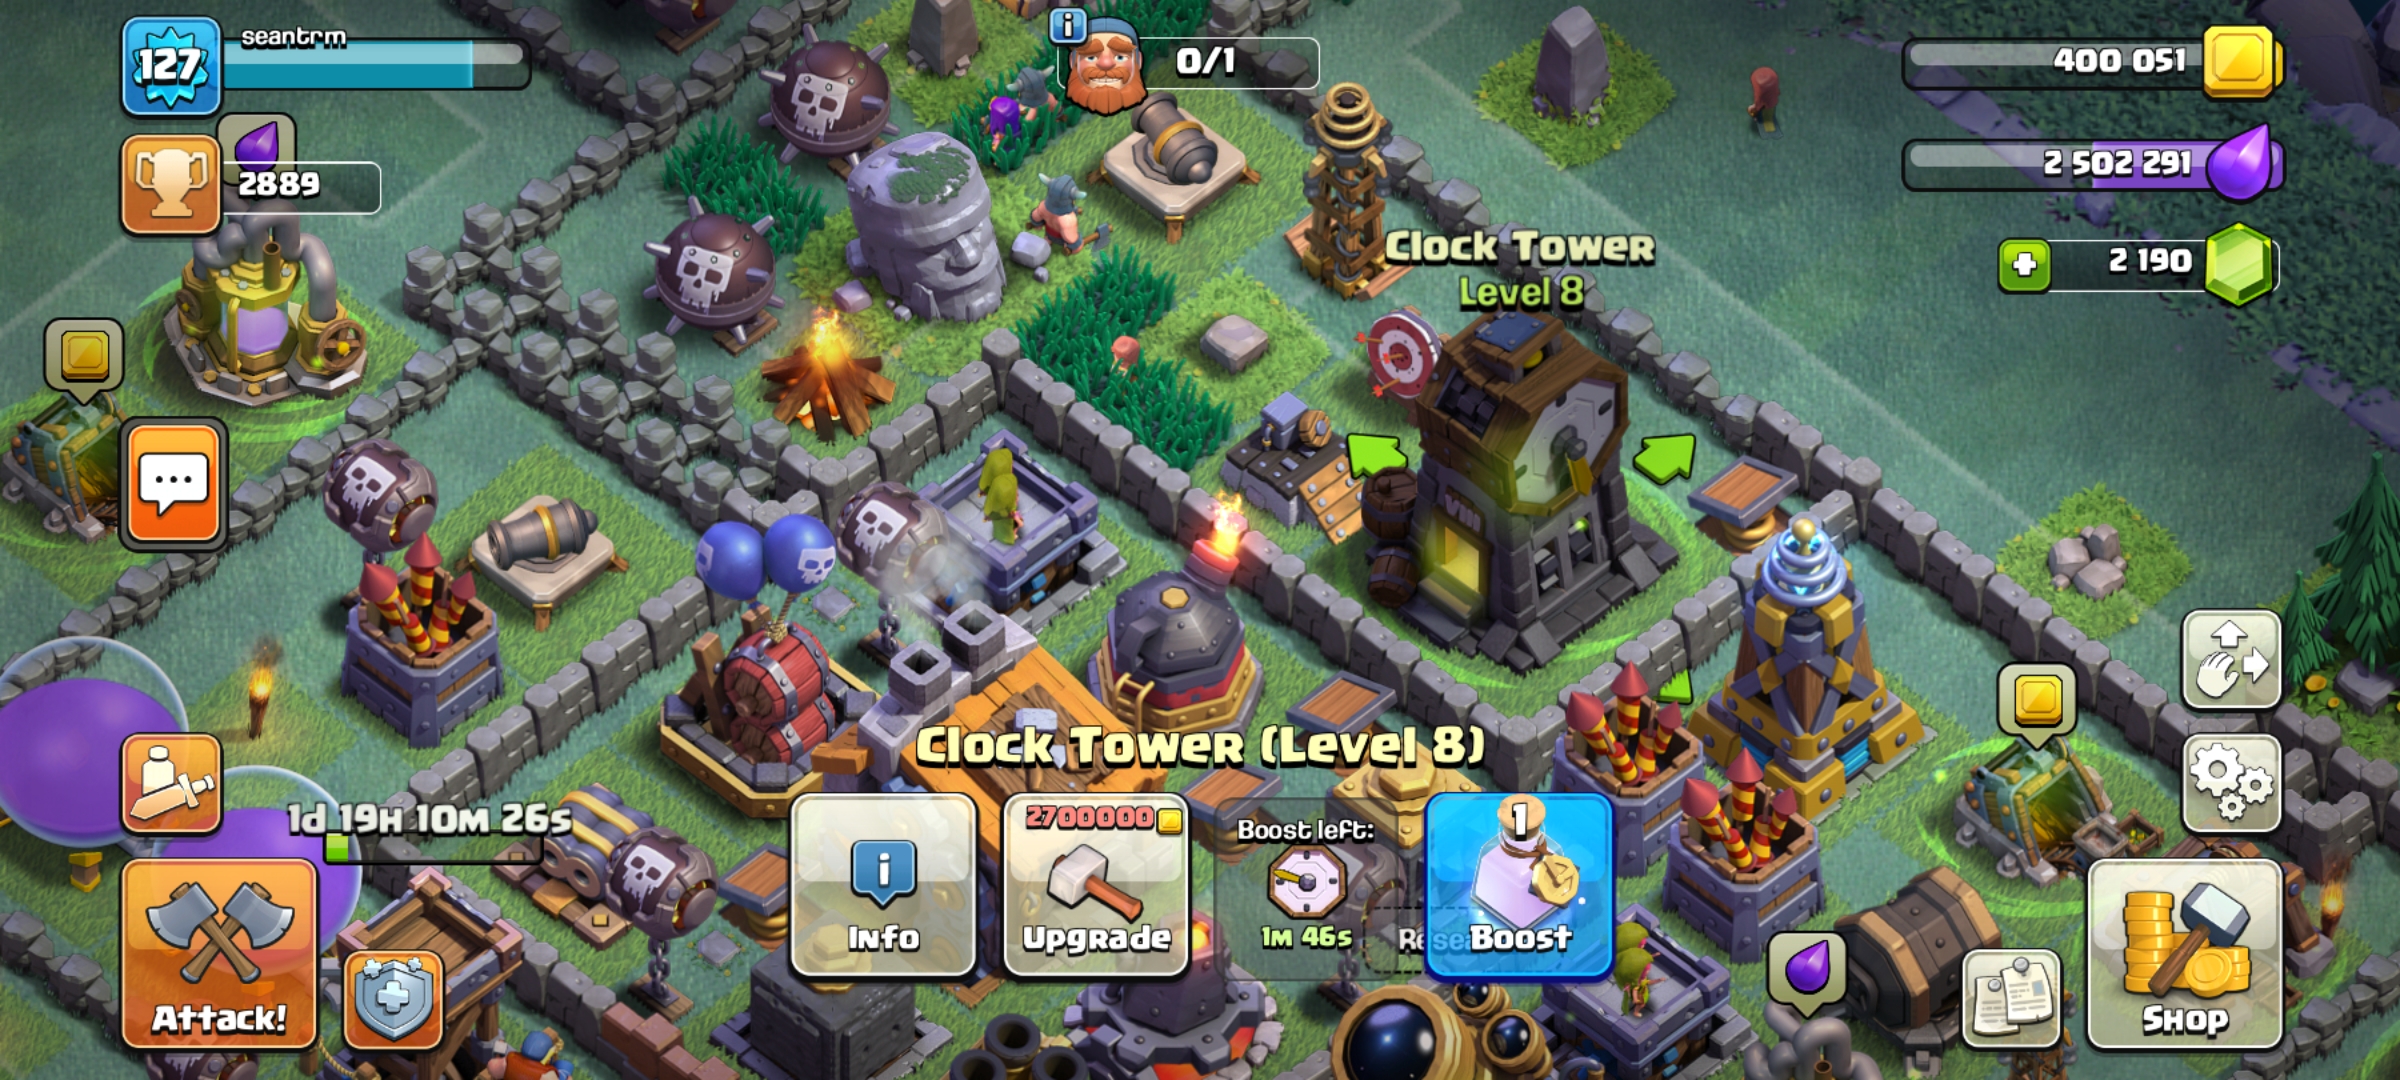 127
seantrm
0/1
400 051
2889
2 502 291
Clock Tower
Level 8
2 190
VIII
Clock Tower (Level 8)
1d 19H 10M 26s
2700000
Boost left:
1
Info
Upgrade
1M 46s
Boost
Attack!
Shop